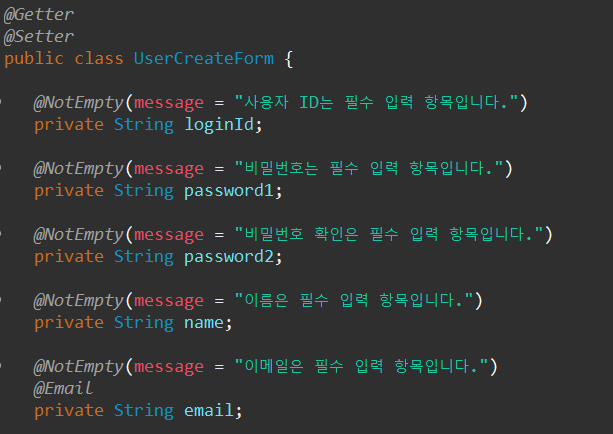 @Getter
@Setter
public class UserCreateForm {
@NotEmpty(message = "사용자 ID는 필수 입력 항목입니다.")
private String loginId;
@NotEmpty(message = "비밀번호는 필수 입력 항목입니다.")
private String password1;
@NotEmpty(message = "비밀번호 확인은 필수 입력 항목입니다.")
private String password2;
@NotEmpty(message = "이름은 필수 입력 항목입니다.")
private String name;
@NotEmpty(message = "이메일은 필수 입력 항목입니다.")
@Email
private String email;